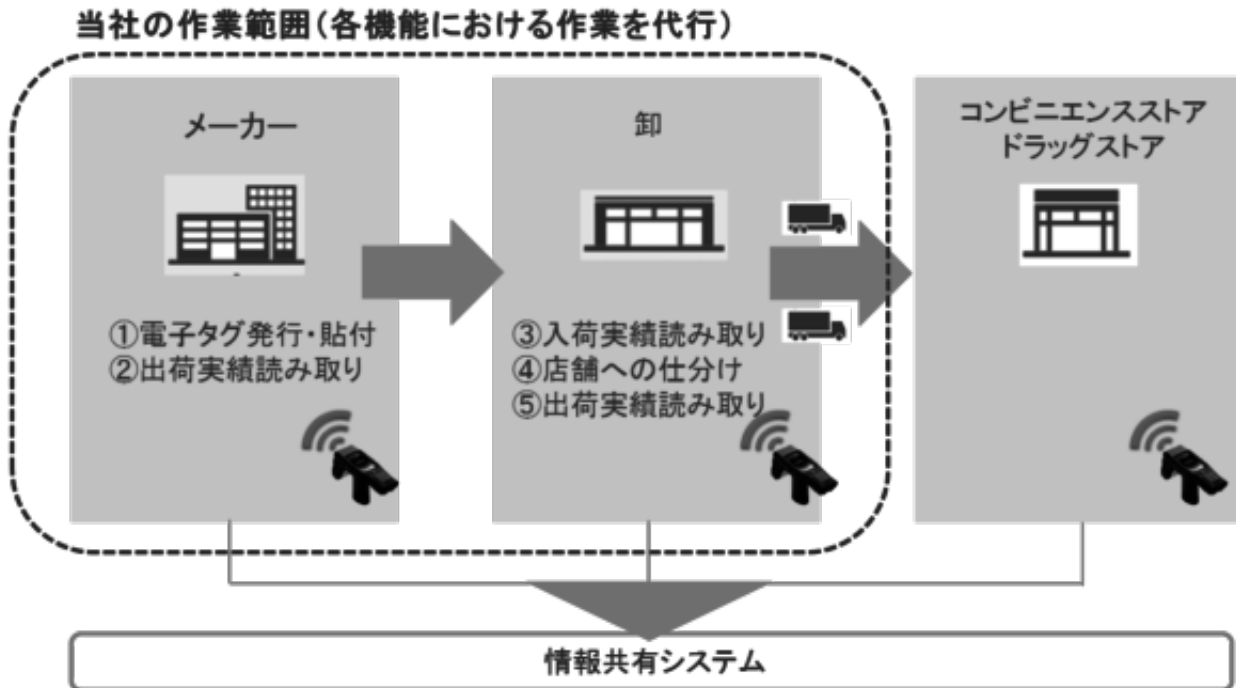 当社の作業範囲(各機能における作業を代行)
メーカー
①電子タグ発行・貼付
②出荷実績読み取り
卸
③入荷実績読み取り
④店舗への仕分け
⑤出荷実績読み取り
コンビニエンスストア
ドラッグストア
情報共有システム